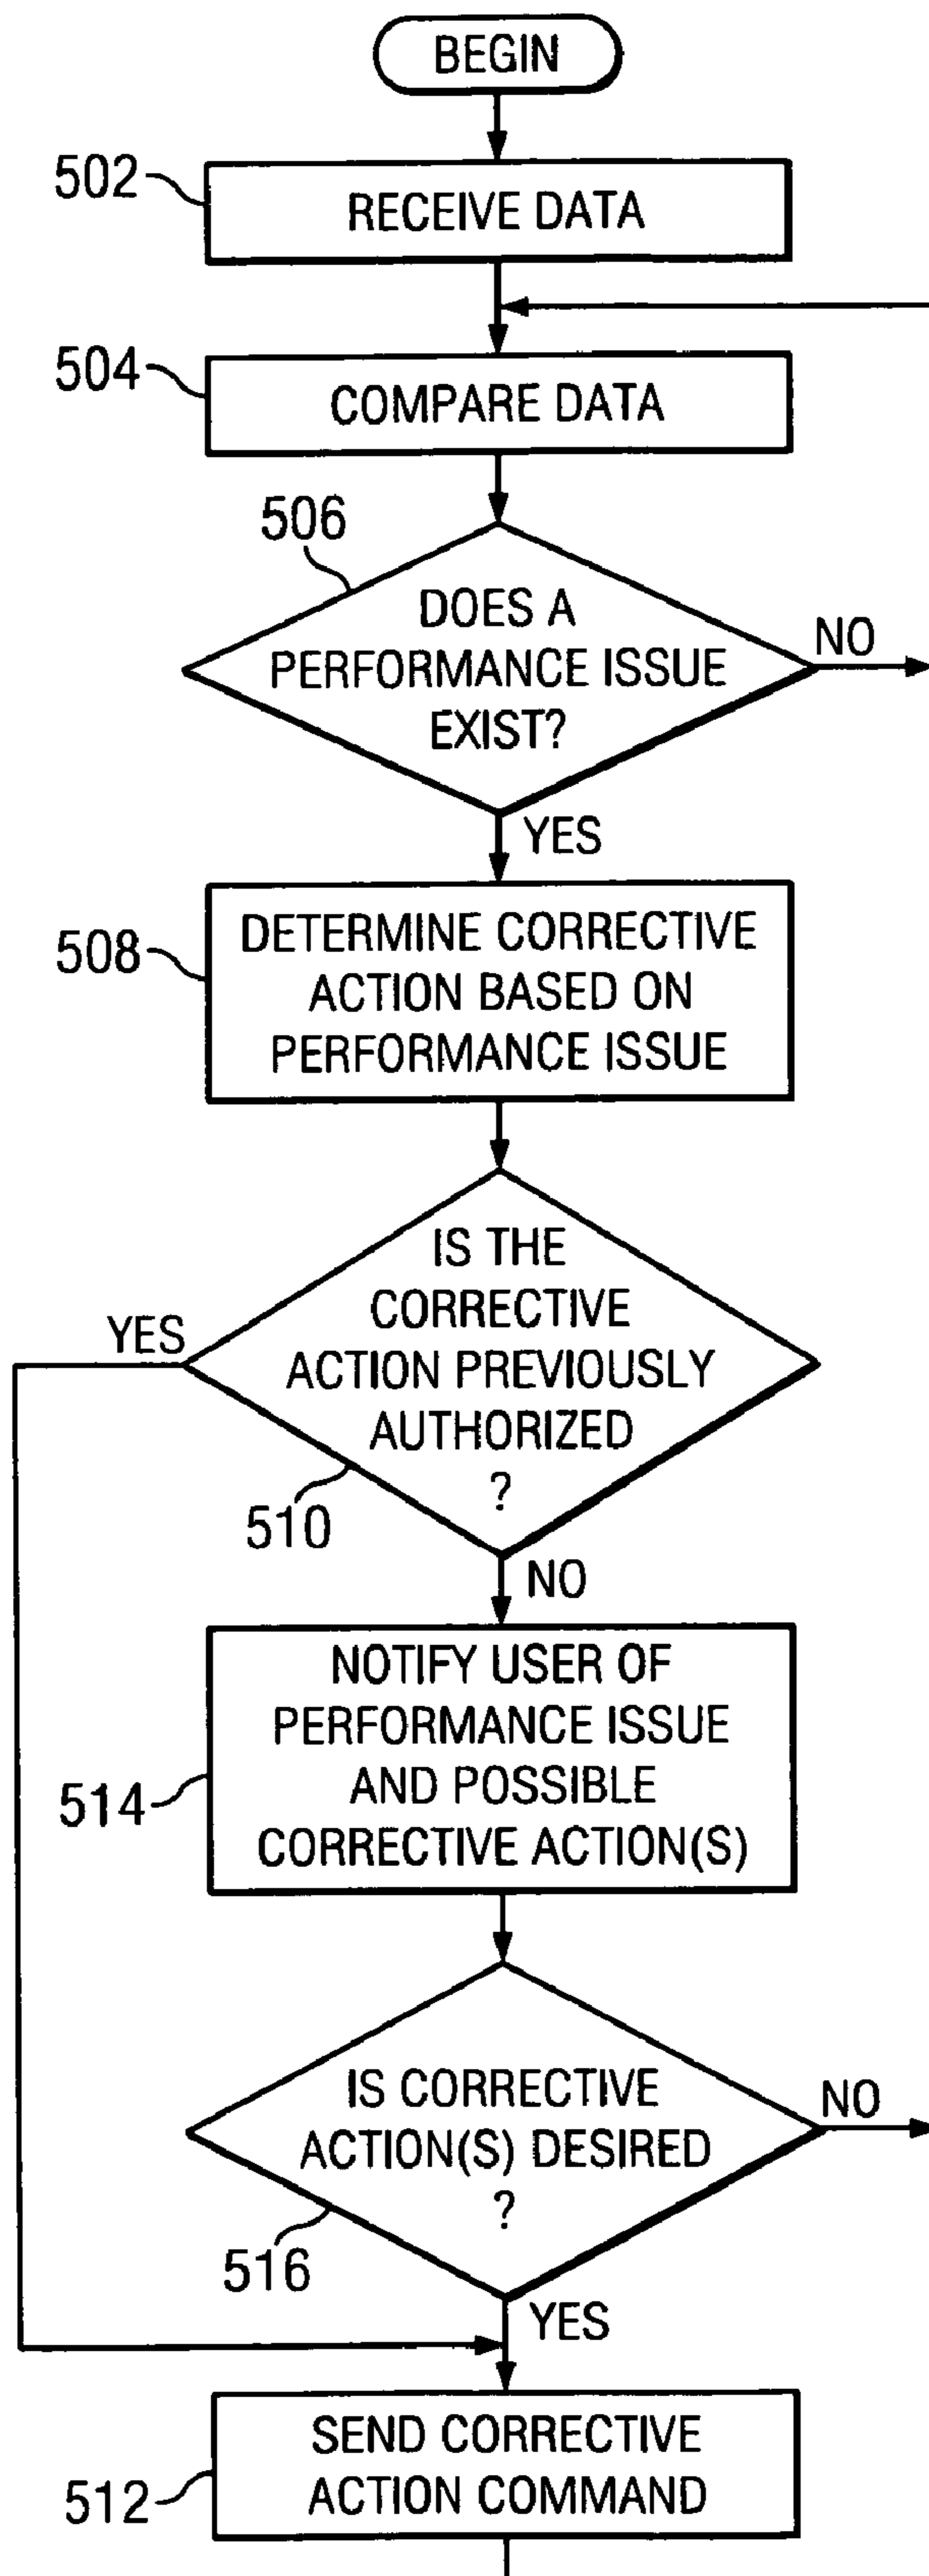 BEGIN
502
RECEIVE DATA
504
COMPARE DATA
506
DOES A
PERFORMANCE ISSUE
EXIST?
NO
YES
508
DETERMINE CORRECTIVE
ACTION BASED ON
PERFORMANCE ISSUE
IS THE
CORRECTIVE
ACTION PREVIOUSLY
AUTHORIZED
?
YES
510
NO
514
NOTIFY USER OF
PERFORMANCE ISSUE
AND POSSIBLE
CORRECTIVE ACTION(S)
IS CORRECTIVE
ACTION(S) DESIRED
?
NO
516
YES
512
SEND CORRECTIVE
ACTION COMMAND